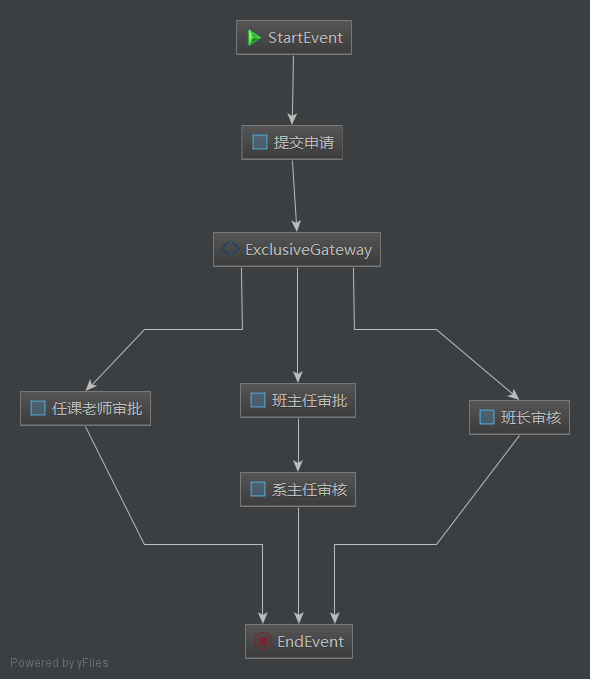 StartEvent
提交申请
ExclusiveGateway
任课老师审批
班主任审批
班长审核
系主任审核
EndEvent
Powered by yFiles